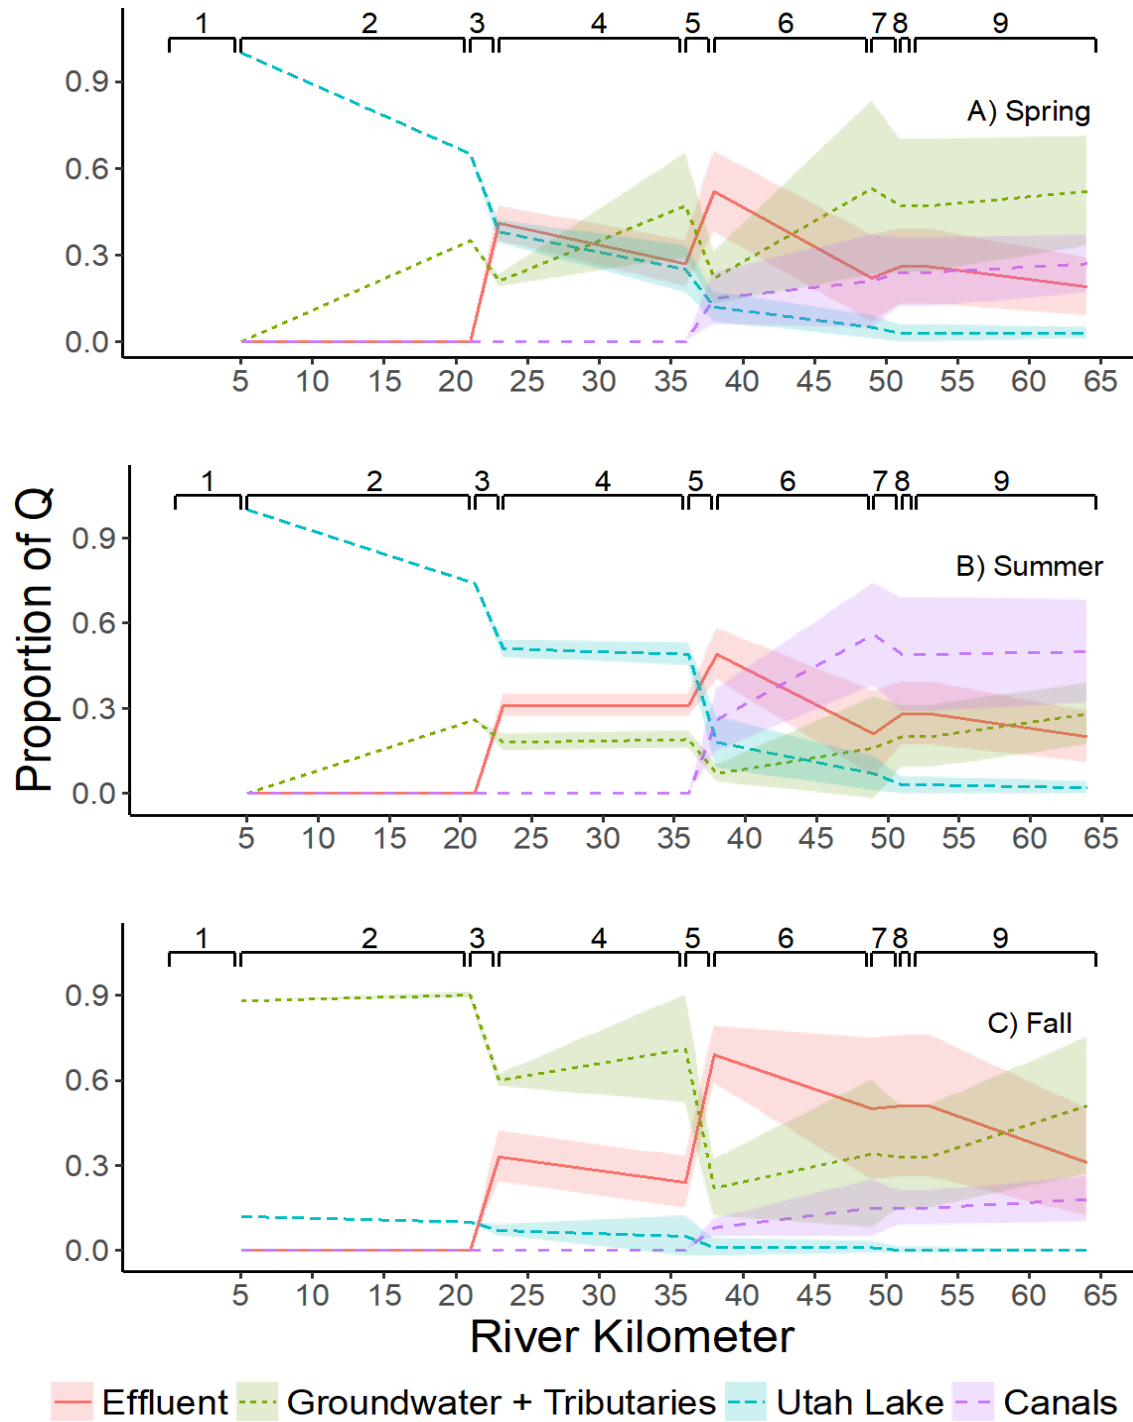 1 2 3 4 5 6 7 8 9
0.9
A) Spring
0.6
0.3
0.0
5 10 15 20 25 30 35 40 45 50 55 60 65
1 2 3 4 5 6 7 8 9
0.9
B) Summer
0.6
0.3
0.0
5 10 15 20 25 30 35 40 45 50 55 60 65
Proportion of Q
1 2 3 4 5 6 7 8 9
0.9
C) Fall
0.6
0.3
0.0
5 10 15 20 25 30 35 40 45 50 55 60 65
River Kilometer
Effluent Groundwater + Tributaries Utah Lake Canals